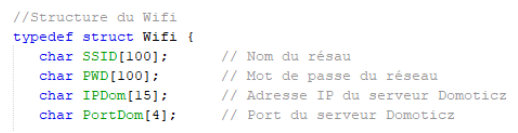 //Structure du Wifi
typedef struct Wifi {
char SSID[100]; // Nom du résau
char PWD[100]; // Mot de passe du réseau
char IPDom[15]; // Adresse IP du serveur Domoticz
char PortDom[4]; // Port du serveur Domoticz